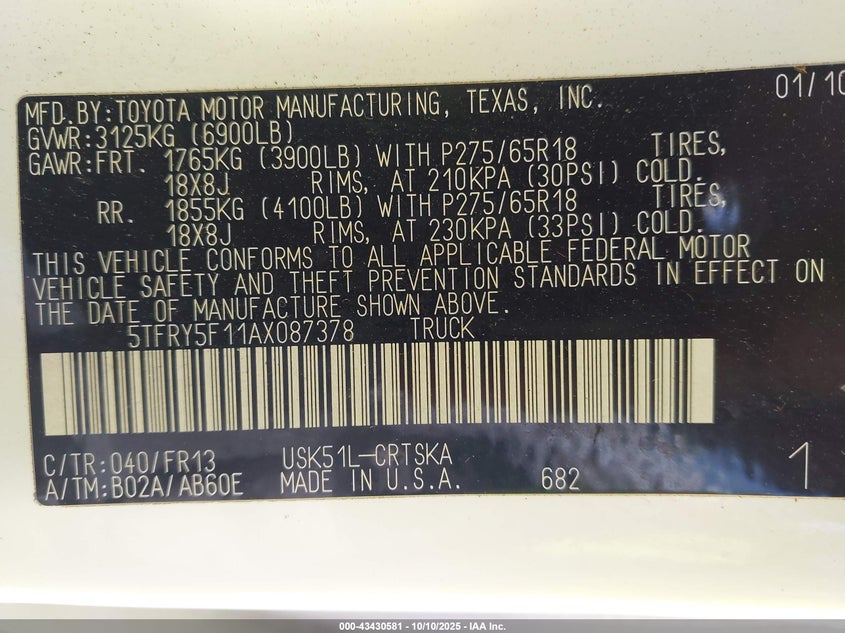 MFD.BY:TOYOTA MOTOR MANUFACTURING, TEXAS, INC. 01/10
GVWR:3125KG (6900LB)
GAWR:FRT. 1765KG (3900LB) WITH P275/65R18 TIRES,
18X8J RIMS, AT 210KPA (30PSI) COLD.
RR. 1855KG (4100LB) WITH P275/65R18 TIRES,
18X8J RIMS, AT 230KPA (33PSI) COLD.
THIS VEHICLE CONFORMS TO ALL APPLICABLE FEDERAL MOTOR
VEHICLE SAFETY AND THEFT PREVENTION STANDARDS IN EFFECT ON
THE DATE OF MANUFACTURE SHOWN ABOVE.
5TFRY5F11AX087378 TRUCK
C/TR:040/FR13 USK51L-CRTSKA
A/TM:B02A/AB60E MADE IN U.S.A. 682 1
000-43430581 - 10/10/2025 - IAA Inc.